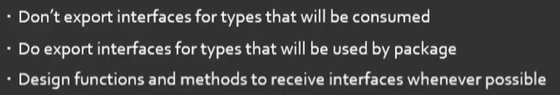 · Don't export interfaces for types that will be consumed
· Do export interfaces for types that will be used by package
· Design functions and methods to receive interfaces whenever possible